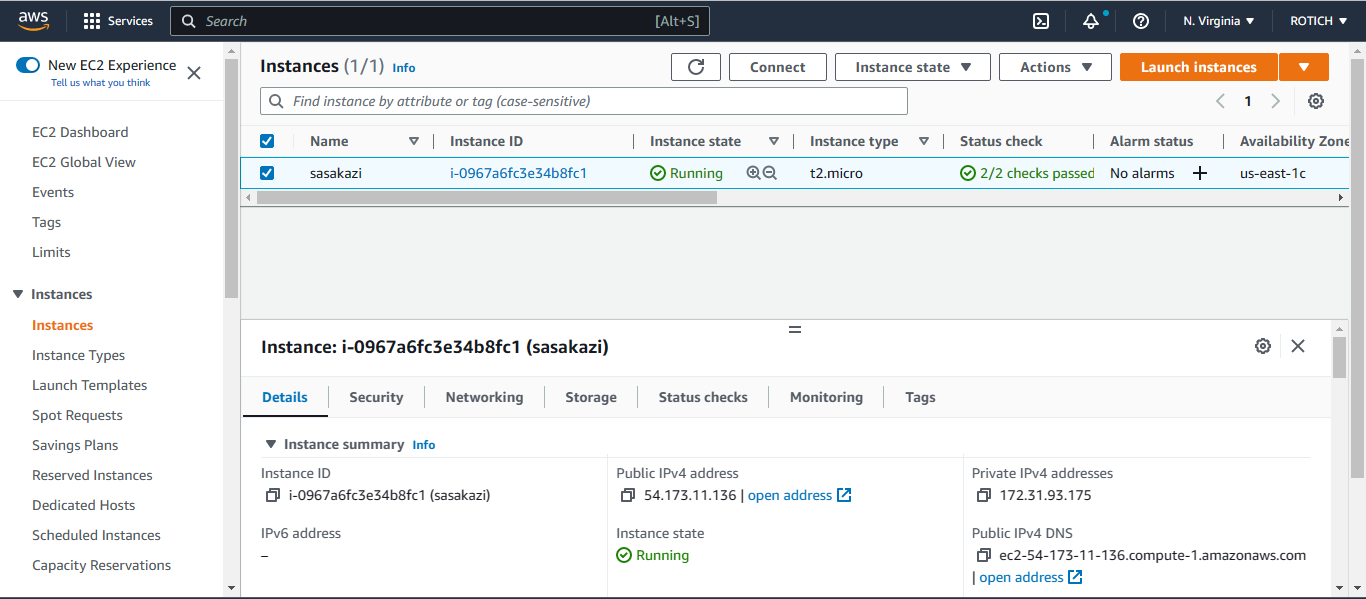 aws Services Search [Alt+S] N. Virginia ROTICH
New EC2 Experience
Tell us what you think
EC2 Dashboard
EC2 Global View
Events
Tags
Limits
Instances
Instances
Instance Types
Launch Templates
Spot Requests
Savings Plans
Reserved Instances
Dedicated Hosts
Scheduled Instances
Capacity Reservations
Instances (1/1) Info Connect Instance state Actions Launch instances
Find instance by attribute or tag (case-sensitive) 1
Name Instance ID Instance state Instance type Status check Alarm status Availability Zone
sasakazi i-0967a6fc3e34b8fc1 Running t2.micro 2/2 checks passed No alarms us-east-1c
Instance: i-0967a6fc3e34b8fc1 (sasakazi)
Details Security Networking Storage Status checks Monitoring Tags
Instance summary Info
Instance ID
i-0967a6fc3e34b8fc1 (sasakazi)
IPv6 address
–
Public IPv4 address
54.173.11.136 | open address
Instance state
Running
Private IPv4 addresses
172.31.93.175
Public IPv4 DNS
ec2-54-173-11-136.compute-1.amazonaws.com
| open address